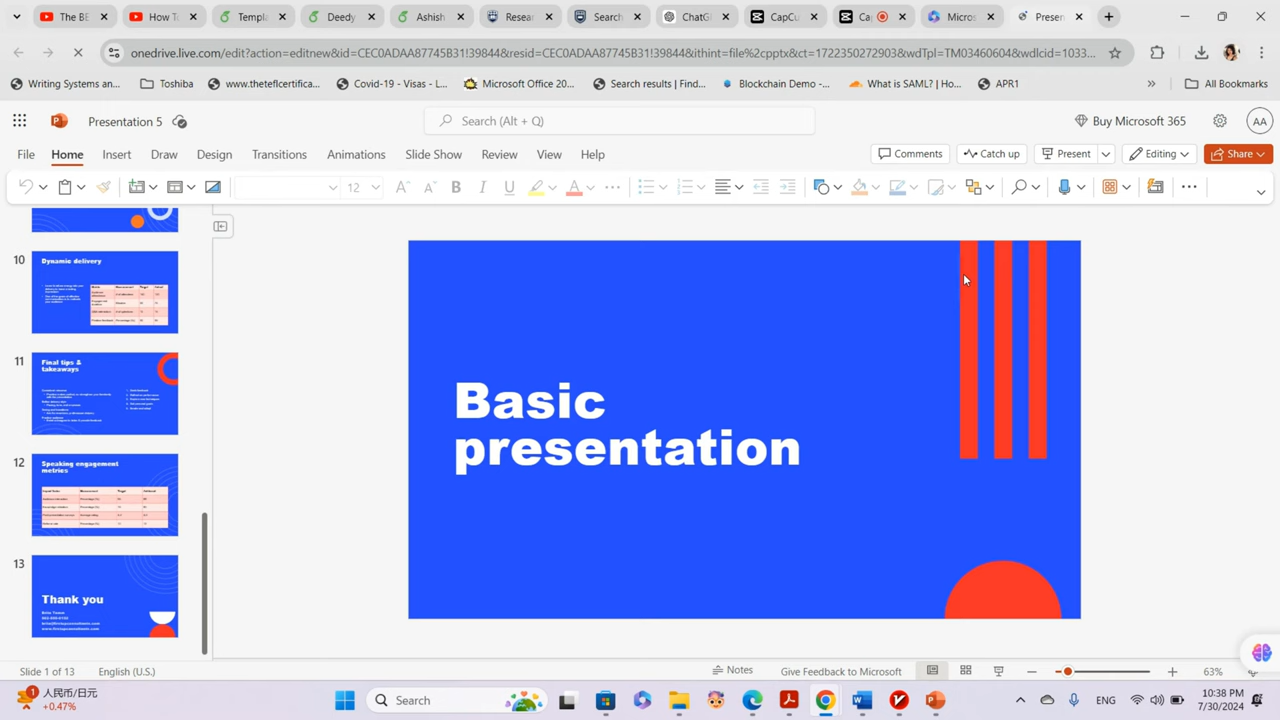 The BE
How To
Templ
Deedy
Ashish
Resea
Search
ChatG
CapCu
Cap
Micros
Presen
onedrive.live.com/edit?action=editnew&id=CEC0ADAA87745B31!39844&resid=CEC0ADAA87745B31!39844&ithint=file%2cpptx&ct=1722350272903&wdTpl=TM03460604&wdlcid=1033...
Writing Systems an...
Toshiba
www.theteflcertifica...
Covid-19 - Visas - L...
Microsoft Office 20...
Search results | Find...
Blockchain Demo -...
What is SAML? | Ho...
APR1
All Bookmarks
Presentation 5
Search (Alt + Q)
Buy Microsoft 365
AA
File Home Insert Draw Design Transitions Animations Slide Show Review View Help
Comments
Catch up
Present
Editing
Share
12
10
Dynamic delivery
11
Final tips &
takeaways
12
Speaking engagement
metrics
13
Thank you
Basic
presentation
Slide 1 of 13
English (U.S.)
Notes
Give Feedback to Microsoft
63%
1
人民币/日元
+0.47%
Search
ENG
10:38 PM
7/30/2024